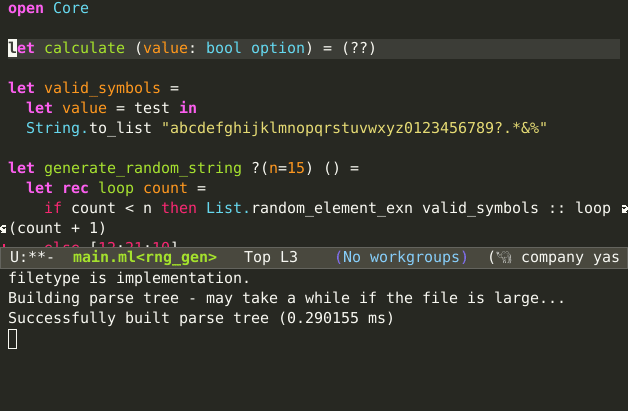 open Core
let calculate (value: bool option) = (??)
let valid_symbols =
let value = test in
String.to_list "abcdefghijklmnopqrstuvwxyz0123456789?.*&%"
let generate_random_string ?(n=15) () =
let rec loop count =
if count < n then List.random_element_exn valid_symbols :: loop
(count + 1)
else
U:**- main.ml<rng_gen> Top L3 (No workgroups) ( company yas
filetype is implementation.
Building parse tree - may take a while if the file is large...
Successfully built parse tree (0.290155 ms)